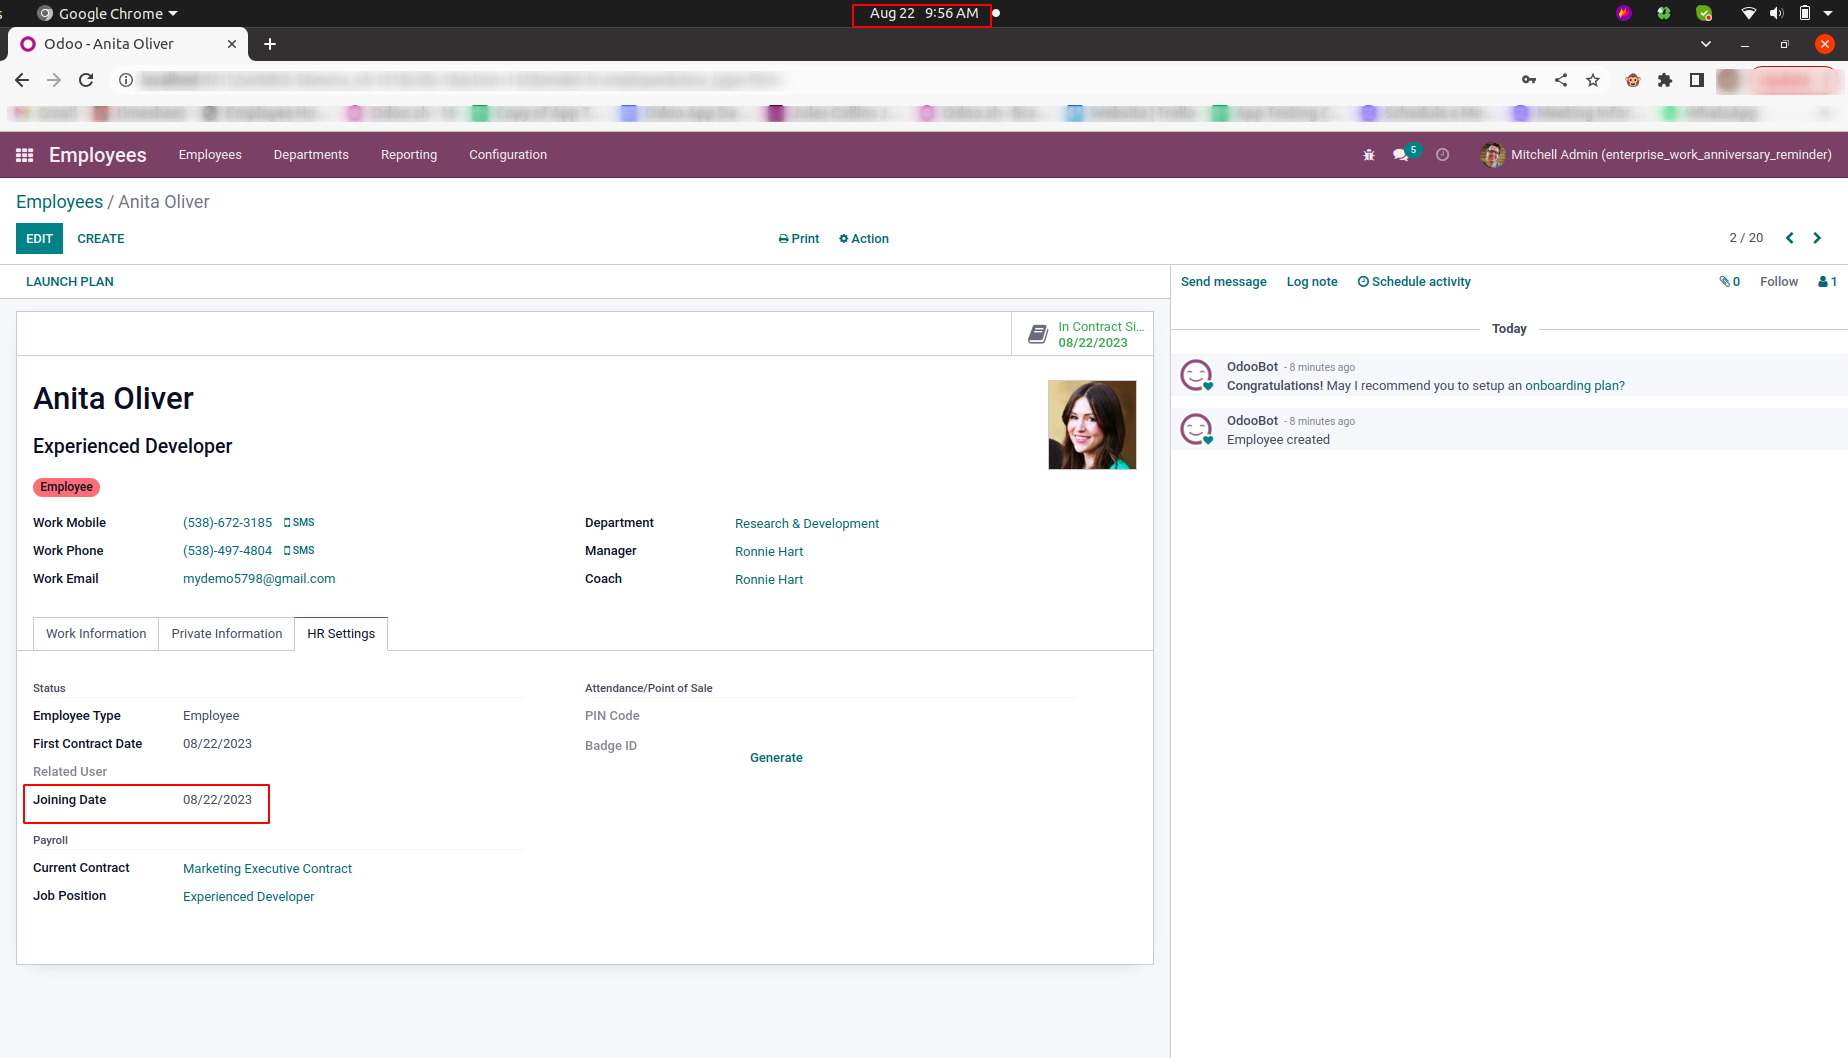 Google Chrome
Aug 22 9:56 AM
Odoo - Anita Oliver
Employees Employees Departments Reporting Configuration 5 Mitchell Admin (enterprise_work_anniversary_reminder)
Employees / Anita Oliver
EDIT CREATE Print Action 2 / 20
LAUNCH PLAN
Send message Log note Schedule activity 0 Follow 1
In Contract Si...
08/22/2023
Today
OdooBot - 8 minutes ago
Congratulations! May I recommend you to setup an onboarding plan?
OdooBot - 8 minutes ago
Employee created
Anita Oliver
Experienced Developer
Employee
Work Mobile (538)-672-3185 SMS
Work Phone (538)-497-4804 SMS
Work Email mydemo5798@gmail.com
Department Research & Development
Manager Ronnie Hart
Coach Ronnie Hart
Work Information Private Information HR Settings
Status
Employee Type Employee
First Contract Date 08/22/2023
Related User
Joining Date 08/22/2023
Attendance/Point of Sale
PIN Code
Badge ID
Generate
Payroll
Current Contract Marketing Executive Contract
Job Position Experienced Developer